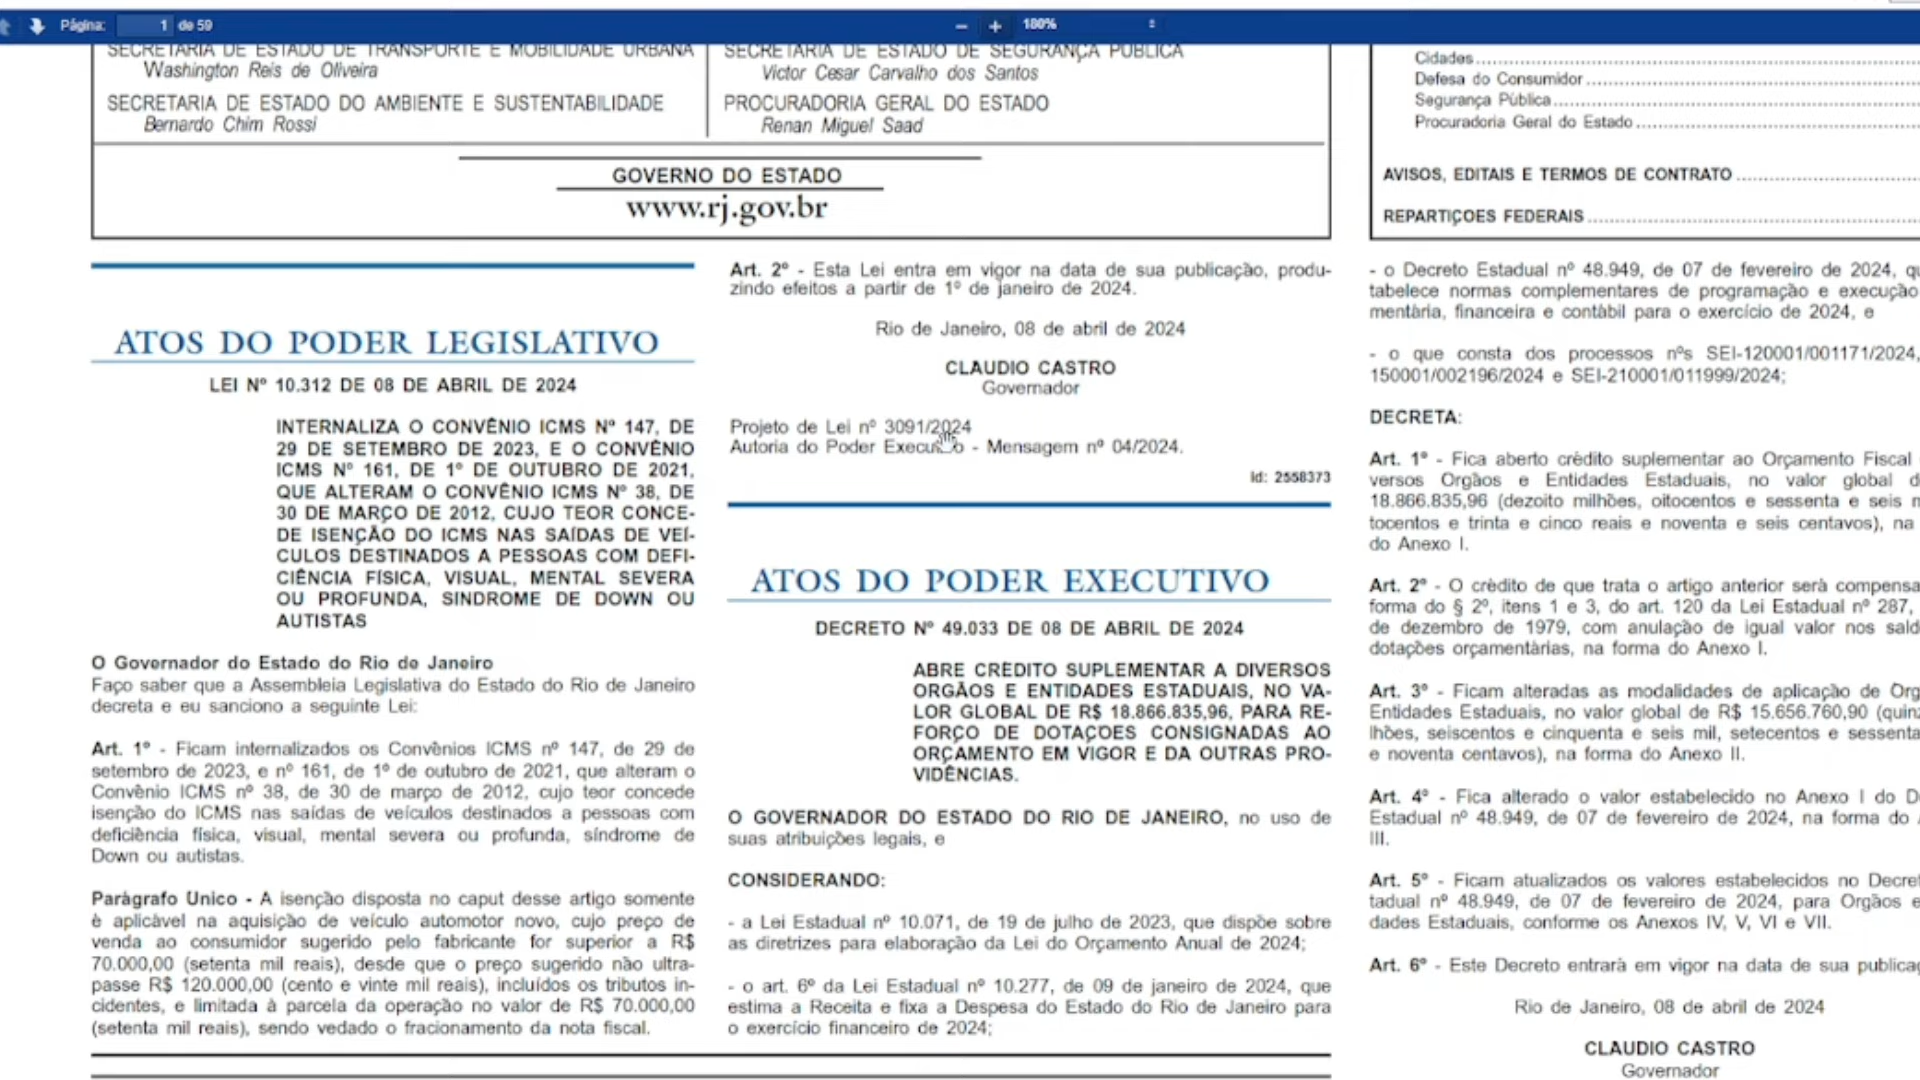 Página: 1 de 59
100%
SECRETARIA DE ESTADO DE TRANSPORTE E MOBILIDADE URBANA
Washington Reis de Oliveira
SECRETARIA DE ESTADO DO AMBIENTE E SUSTENTABILIDADE
Bernardo Chim Rossi
SECRETARIA DE ESTADO DE SEGURANÇA PÚBLICA
Victor Cesar Carvalho dos Santos
PROCURADORIA GERAL DO ESTADO
Renan Miguel Saad
GOVERNO DO ESTADO
www.rj.gov.br
Cidades
Defesa do Consumidor
Segurança Pública
Procuradoria Geral do Estado
AVISOS, EDITAIS E TERMOS DE CONTRATO
REPARTIÇÕES FEDERAIS
ATOS DO PODER LEGISLATIVO
LEI Nº 10.312 DE 08 DE ABRIL DE 2024
INTERNALIZA O CONVÊNIO ICMS Nº 147, DE
29 DE SETEMBRO DE 2023, E O CONVÊNIO
ICMS Nº 161, DE 1º DE OUTUBRO DE 2021,
QUE ALTERAM O CONVÊNIO ICMS Nº 38, DE
30 DE MARÇO DE 2012, CUJO TEOR CONCE-
DE ISENÇÃO DO ICMS NAS SAÍDAS DE VEÍ-
CULOS DESTINADOS A PESSOAS COM DEFI-
CIÊNCIA FÍSICA, VISUAL, MENTAL SEVERA
OU PROFUNDA, SÍNDROME DE DOWN OU
AUTISTAS
O Governador do Estado do Rio de Janeiro
Faço saber que a Assembleia Legislativa do Estado do Rio de Janeiro
decreta e eu sanciono a seguinte Lei:
Art. 1º - Ficam internalizados os Convênios ICMS nº 147, de 29 de
setembro de 2023, e nº 161, de 1º de outubro de 2021, que alteram o
Convênio ICMS nº 38, de 30 de março de 2012, cujo teor concede
isenção do ICMS nas saídas de veículos destinados a pessoas com
deficiência física, visual, mental severa ou profunda, síndrome de
Down ou autistas.
Parágrafo Único - A isenção disposta no caput desse artigo somente
é aplicável na aquisição de veículo automotor novo, cujo preço de
venda ao consumidor sugerido pelo fabricante for superior a R$
70.000,00 (setenta mil reais), desde que o preço sugerido não ultra-
passe R$ 120.000,00 (cento e vinte mil reais), incluídos os tributos in-
cidentes, e limitada à parcela da operação no valor de R$ 70.000,00
(setenta mil reais), sendo vedado o fracionamento da nota fiscal.
Art. 2º - Esta Lei entra em vigor na data de sua publicação, produ-
zindo efeitos a partir de 1º de janeiro de 2024.
Rio de Janeiro, 08 de abril de 2024
CLAUDIO CASTRO
Governador
Projeto de Lei nº 3091/2024
Autoria do Poder Executivo - Mensagem nº 04/2024.
Id: 2558373
ATOS DO PODER EXECUTIVO
DECRETO Nº 49.033 DE 08 DE ABRIL DE 2024
ABRE CRÉDITO SUPLEMENTAR A DIVERSOS
ÓRGÃOS E ENTIDADES ESTADUAIS, NO VA-
LOR GLOBAL DE R$ 18.866.835,96, PARA RE-
FORÇO DE DOTAÇÕES CONSIGNADAS AO
ORÇAMENTO EM VIGOR E DÁ OUTRAS PRO-
VIDÊNCIAS.
O GOVERNADOR DO ESTADO DO RIO DE JANEIRO, no uso de
suas atribuições legais, e
CONSIDERANDO:
- a Lei Estadual nº 10.071, de 19 de julho de 2023, que dispõe sobre
as diretrizes para elaboração da Lei do Orçamento Anual de 2024;
- o art. 6º da Lei Estadual nº 10.277, de 09 de janeiro de 2024, que
estima a Receita e fixa a Despesa do Estado do Rio de Janeiro para
o exercício financeiro de 2024;
- o Decreto Estadual nº 48.949, de 07 de fevereiro de 2024, qu
tabelece normas complementares de programação e execução
mentária, financeira e contábil para o exercício de 2024, e
- o que consta dos processos nºs SEI-120001/001171/2024,
150001/002196/2024 e SEI-210001/011999/2024;
DECRETA:
Art. 1º - Fica aberto crédito suplementar ao Orçamento Fiscal
versos Órgãos e Entidades Estaduais, no valor global d
18.866.835,96 (dezoito milhões, oitocentos e sessenta e seis m
tocentos e trinta e cinco reais e noventa e seis centavos), na
do Anexo I.
Art. 2º - O crédito de que trata o artigo anterior será compensa
forma do § 2º, itens 1 e 3, do art. 120 da Lei Estadual nº 287,
de dezembro de 1979, com anulação de igual valor nos sald
dotações orçamentárias, na forma do Anexo I.
Art. 3º - Ficam alteradas as modalidades de aplicação de Órg
Entidades Estaduais, no valor global de R$ 15.656.760,90 (quinz
lhões, seiscentos e cinquenta e seis mil, setecentos e sessenta
e noventa centavos), na forma do Anexo II.
Art. 4º - Fica alterado o valor estabelecido no Anexo I do D
Estadual nº 48.949, de 07 de fevereiro de 2024, na forma do
III.
Art. 5º - Ficam atualizados os valores estabelecidos no Decret
tadual nº 48.949, de 07 de fevereiro de 2024, para Órgãos e
dades Estaduais, conforme os Anexos IV, V, VI e VII.
Art. 6º - Este Decreto entrará em vigor na data de sua publicaç
Rio de Janeiro, 08 de abril de 2024
CLAUDIO CASTRO
Governador